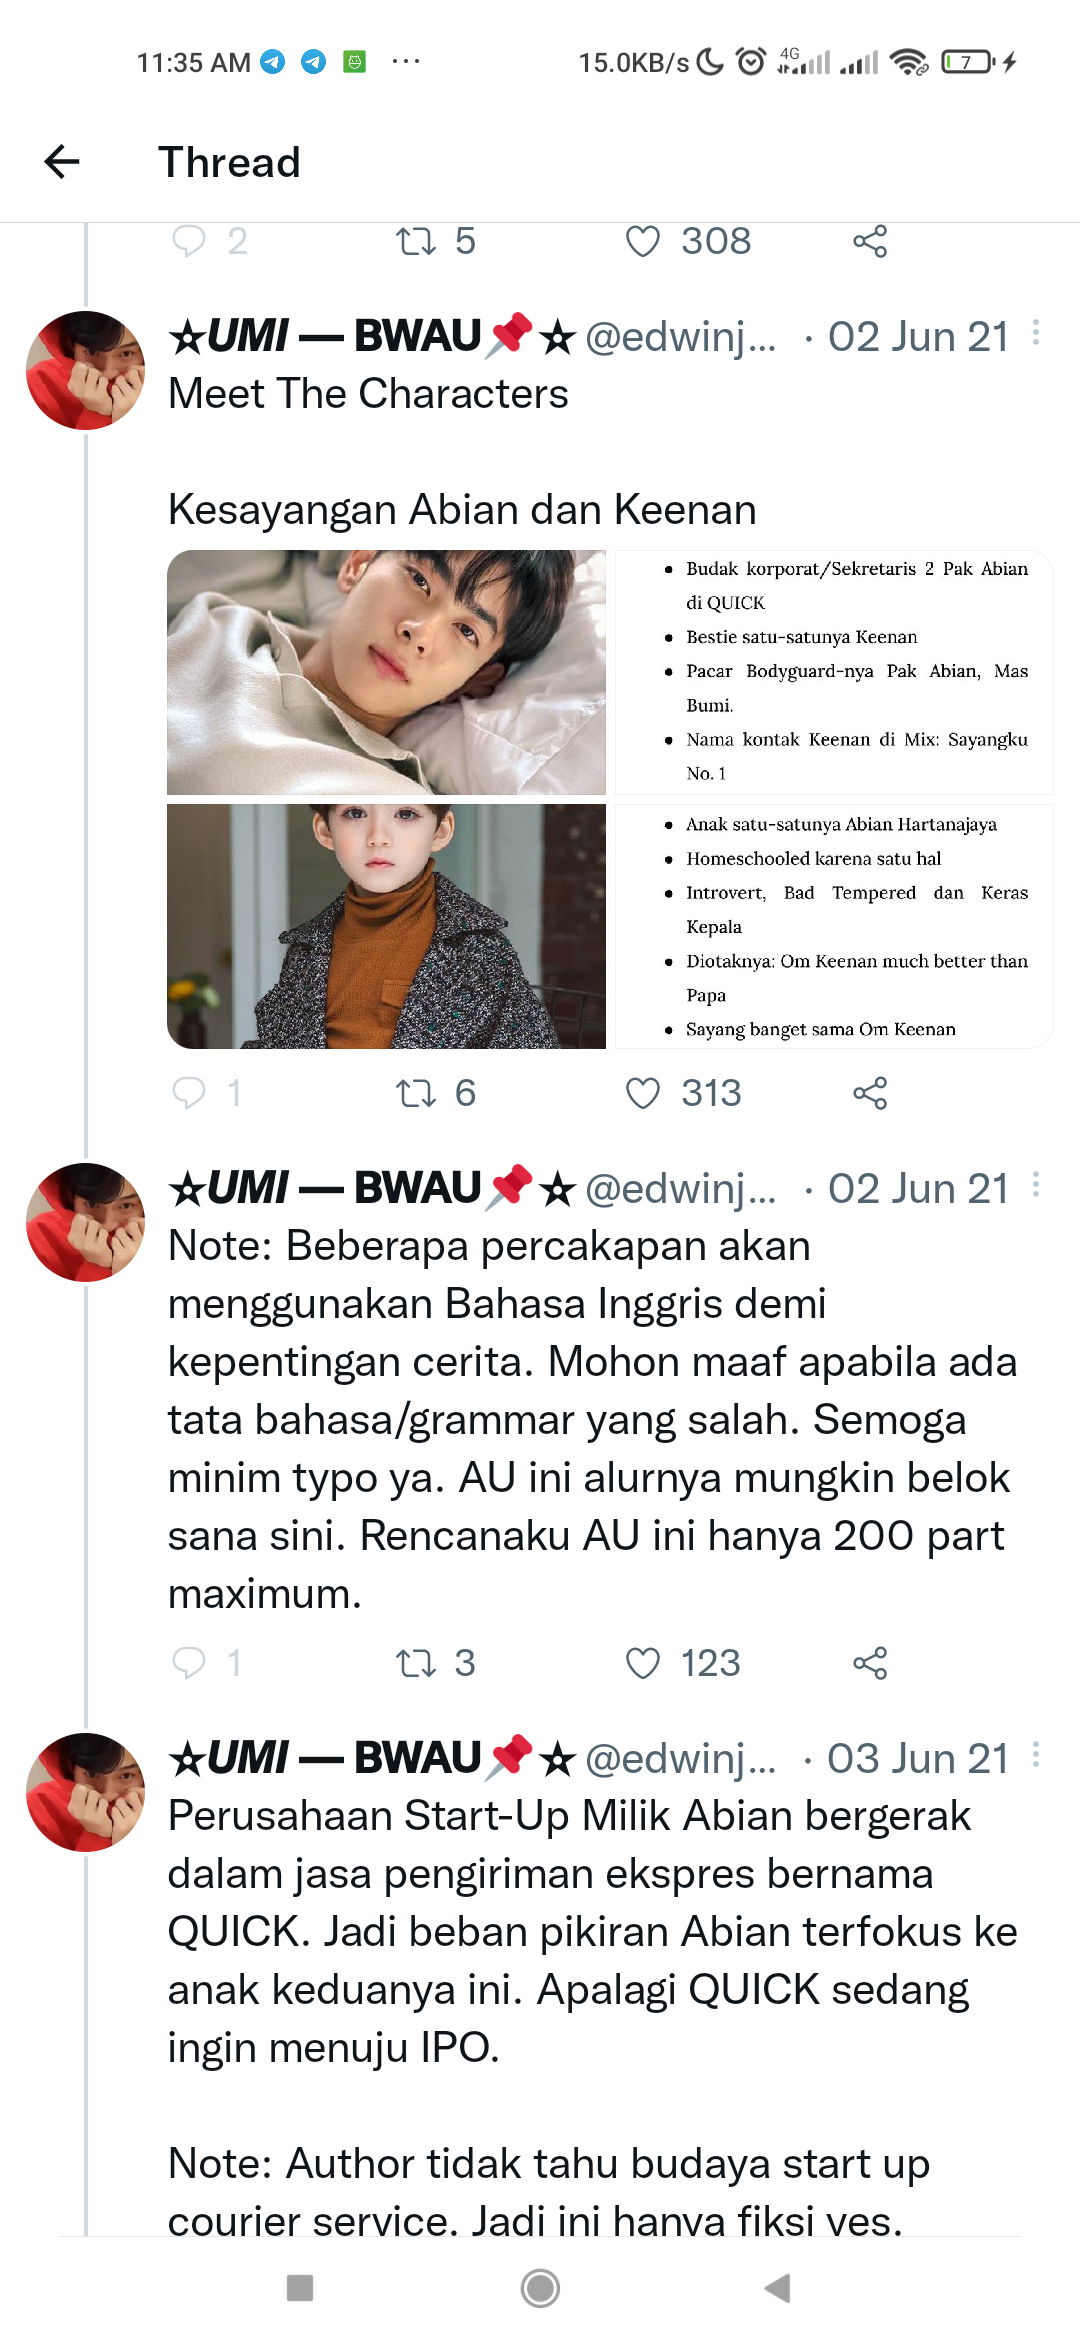 11:35 AM ... 15.0KB/s 4G 7
Thread
2 5 308
☆UMI — BWAU📌☆ @edwinj... · 02 Jun 21
Meet The Characters
Kesayangan Abian dan Keenan
• Budak korporat/Sekretaris 2 Pak Abian
di QUICK
• Bestie satu-satunya Keenan
• Pacar Bodyguard-nya Pak Abian, Mas
Bumi.
• Nama kontak Keenan di Mix: Sayangku
No. 1
• Anak satu-satunya Abian Hartanajaya
• Homeschooled karena satu hal
• Introvert, Bad Tempered dan Keras
Kepala
• Diotaknya: Om Keenan much better than
Papa
• Sayang banget sama Om Keenan
1 6 313
☆UMI — BWAU📌☆ @edwinj... · 02 Jun 21
Note: Beberapa percakapan akan
menggunakan Bahasa Inggris demi
kepentingan cerita. Mohon maaf apabila ada
tata bahasa/grammar yang salah. Semoga
minim typo ya. AU ini alurnya mungkin belok
sana sini. Rencanaku AU ini hanya 200 part
maximum.
1 3 123
☆UMI — BWAU📌☆ @edwinj... · 03 Jun 21
Perusahaan Start-Up Milik Abian bergerak
dalam jasa pengiriman ekspres bernama
QUICK. Jadi beban pikiran Abian terfokus ke
anak keduanya ini. Apalagi QUICK sedang
ingin menuju IPO.
Note: Author tidak tahu budaya start up
courier service. Jadi ini hanya fiksi yes.